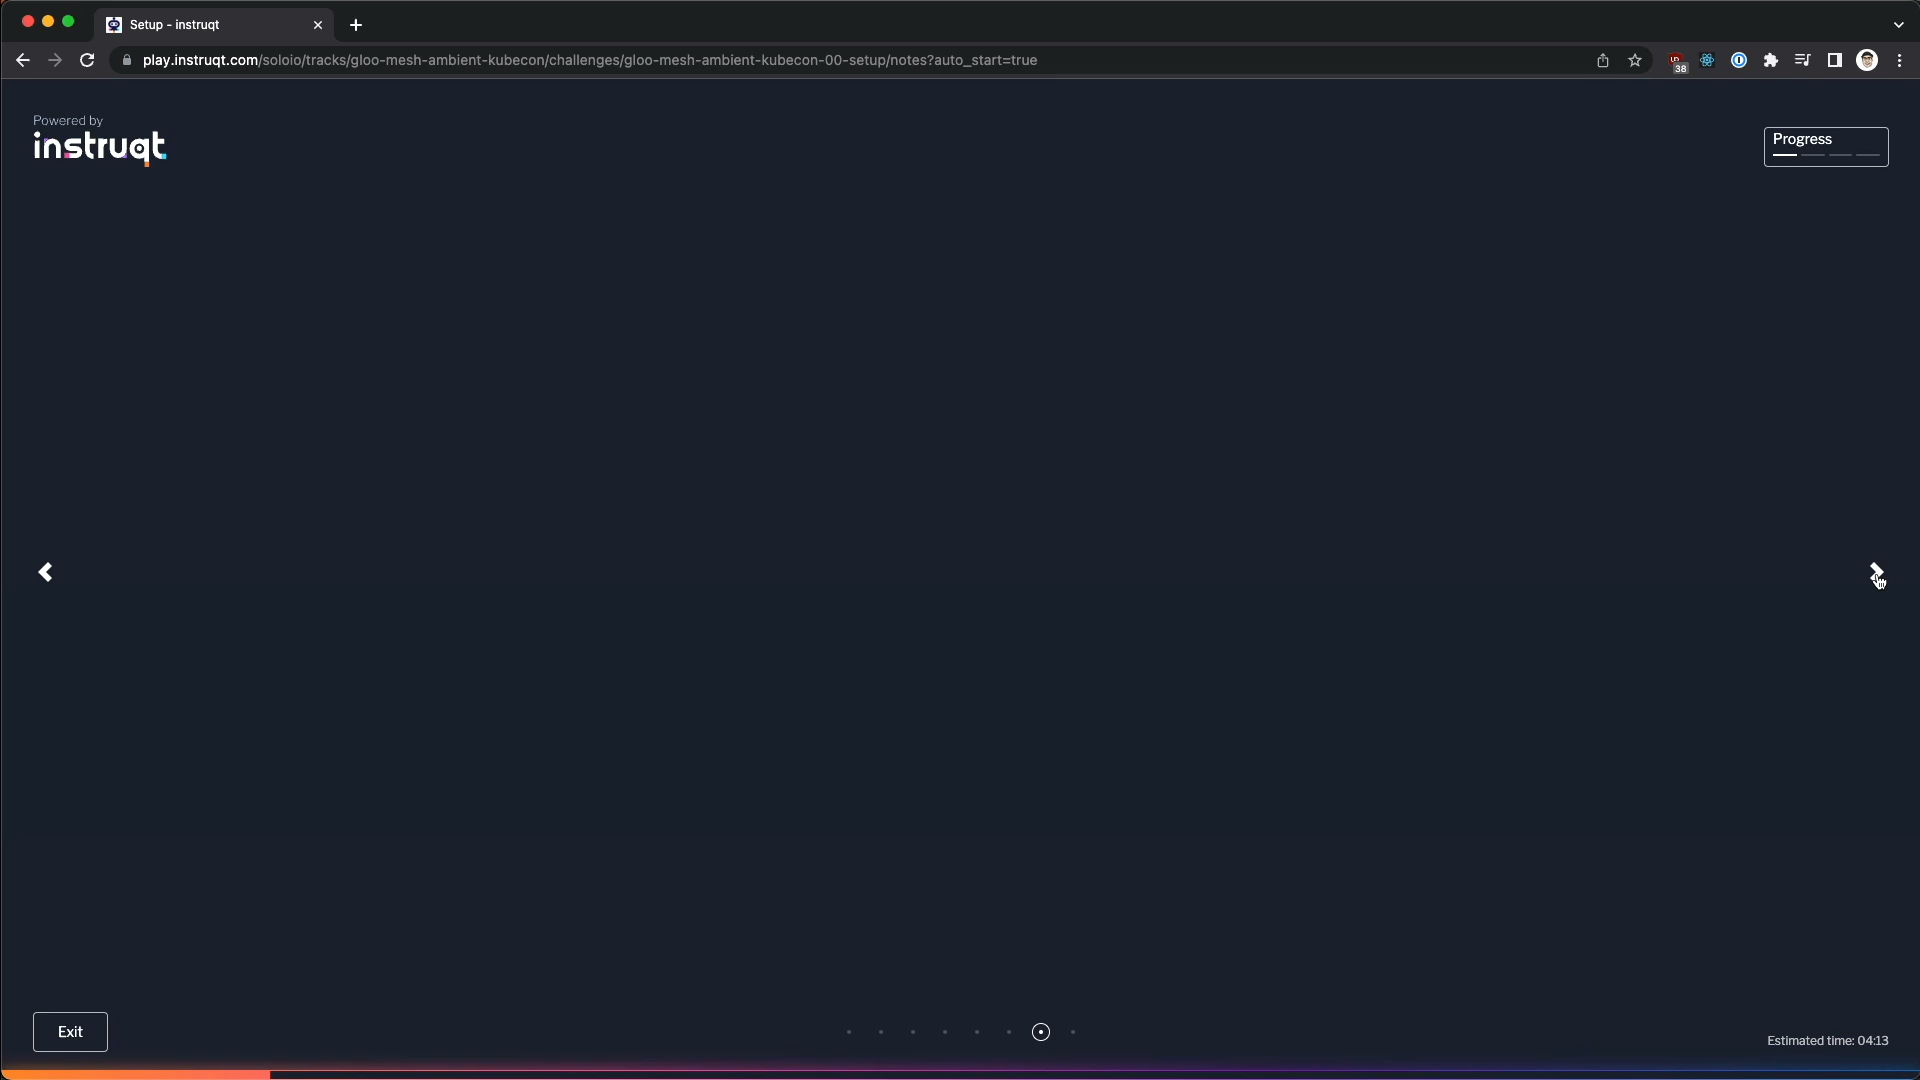 Setup - instruqt
play.instruqt.com/soloio/tracks/gloo-mesh-ambient-kubecon/challenges/gloo-mesh-ambient-kubecon-00-setup/notes?auto_start=true
38
Powered by
instruqt
Progress
Exit
Estimated time: 04:13